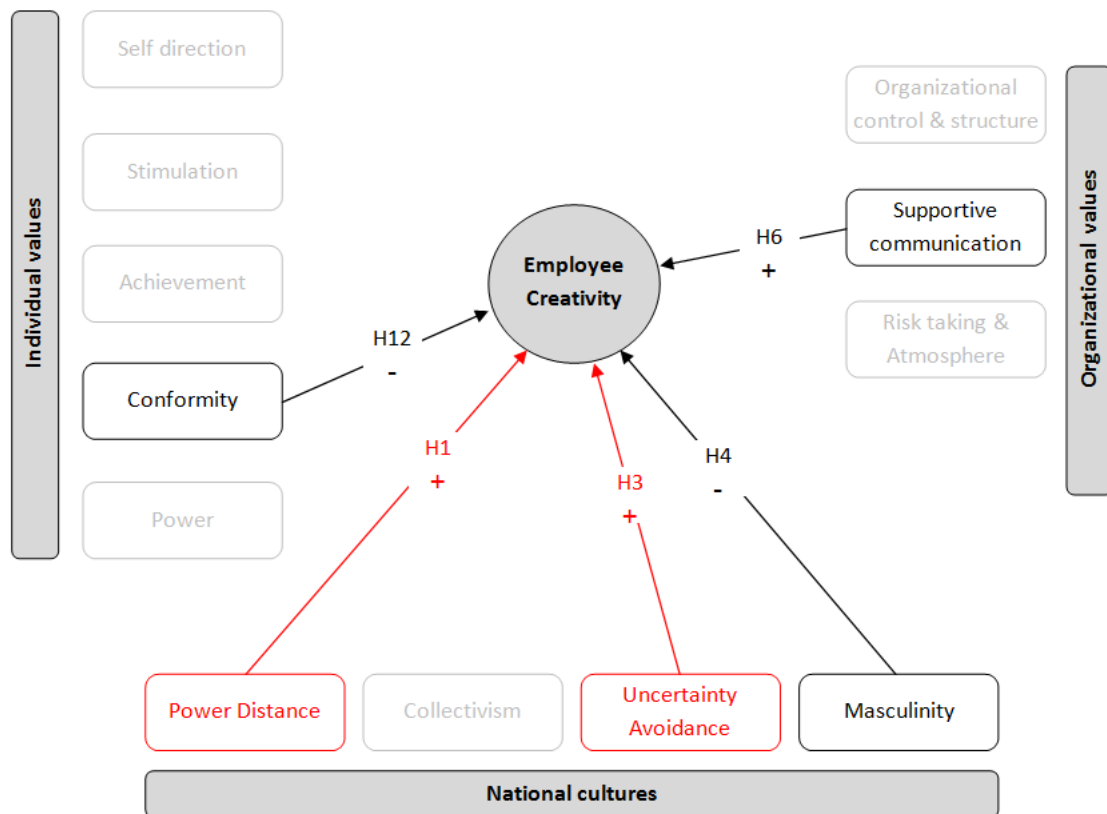 Individual values
Self direction
Stimulation
Achievement
Conformity
Power
H12
-
H1
+
H3
+
H4
-
H6
+
Employee
Creativity
Organizational
control & structure
Supportive
communication
Risk taking &
Atmosphere
Organizational values
Power Distance
Collectivism
Uncertainty
Avoidance
Masculinity
National cultures